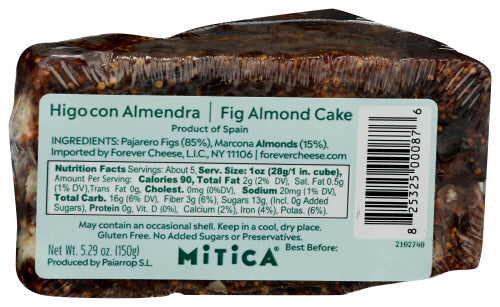 Higo con Almendra | Fig Almond Cake
Product of Spain
INGREDIENTS: Pajarero Figs (85%), Marcona Almonds (15%).
Imported by Forever Cheese, L.I.C., NY 11106 | forevercheese.com
Nutrition Facts Servings: About 5, Serv. Size: 1oz (28g/1 in. cube),
Amount Per Serving: Calories 90, Total Fat 2g (2% DV), Sat. Fat 0.5g
(1% DV),Trans Fat 0g, Cholest. 0mg (0%DV), Sodium 20mg (1% DV),
Total Carb. 16g (6% DV), Fiber 3g (6%), Sugars 13g, (Incl. 0g Added
Sugars), Protein 0g, Vit. D (0%), Calcium (2%), Iron (4%), Potas. (6%).
May contain an occasional shell. Keep in a cool, dry place.
Gluten Free. No Added Sugars or Preservatives.
Net Wt. 5.29 oz. (150g)
Produced by Paiarrop S.L.
MITICA®
Best Before:
2102740
8 25325 00087 6